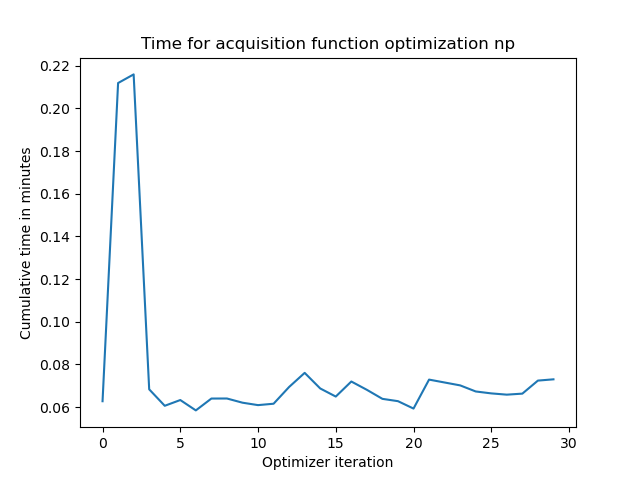 Time for acquisition function optimization np
Cumulative time in minutes
0.22
0.20
0.18
0.16
0.14
0.12
0.10
0.08
0.06
0 5 10 15 20 25 30
Optimizer iteration